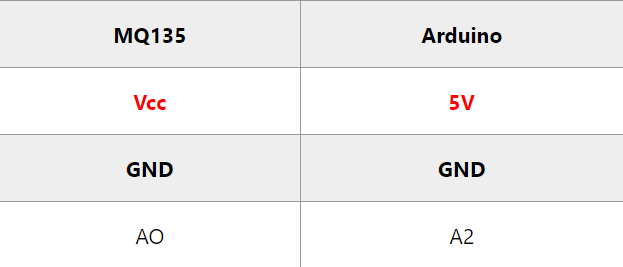 MQ135 Arduino
Vcc 5V
GND GND
AO A2